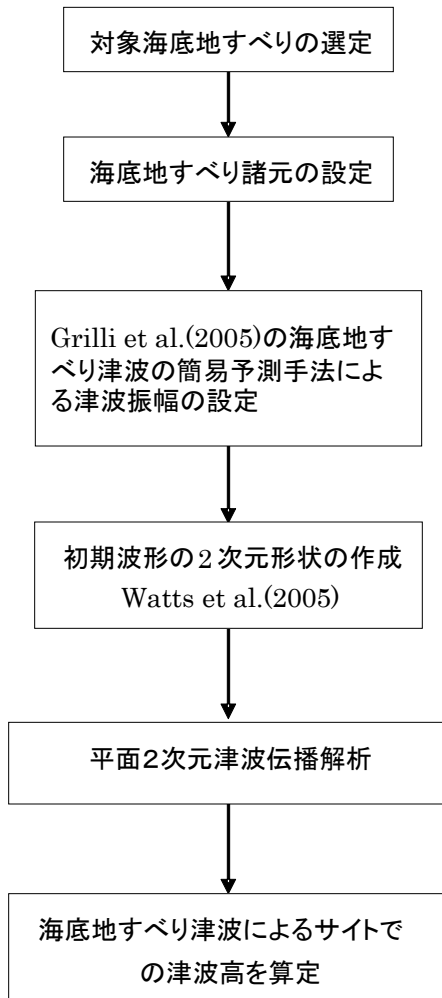 対象海底地すべりの選定
海底地すべり諸元の設定
Grilli et al.(2005)の海底地す
べり津波の簡易予測手法によ
る津波振幅の設定
初期波形の2次元形状の作成
Watts et al.(2005)
平面2次元津波伝播解析
海底地すべり津波によるサイトで
の津波高を算定